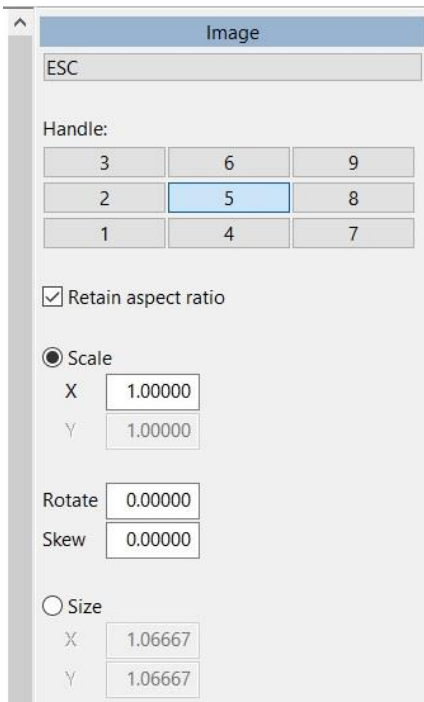 Image
ESC
Handle:
3 6 9
2 5 8
1 4 7
Retain aspect ratio
Scale
X 1.00000
Y 1.00000
Rotate 0.00000
Skew 0.00000
Size
X 1.06667
Y 1.06667